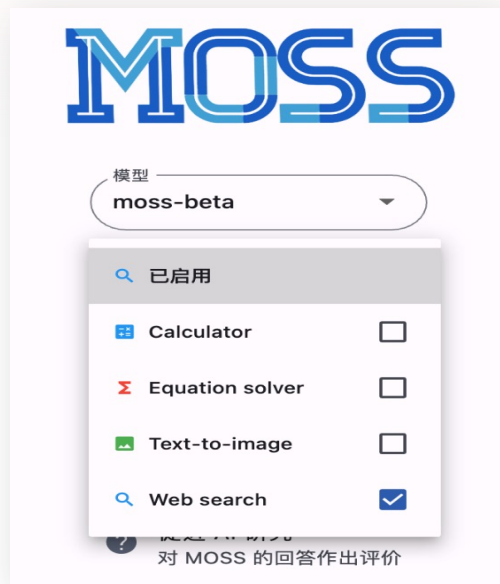 MOSS
模型
moss-beta
已启用
Calculator
Equation solver
Text-to-image
Web search
对 MOSS 的回答作出评价